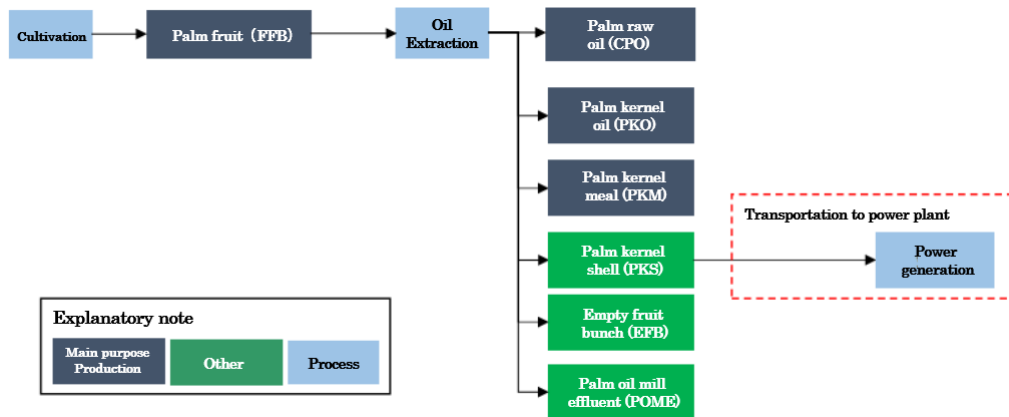 Cultivation
Palm fruit (FFB)
Oil
Extraction
Palm raw
oil (CPO)
Palm kernel
oil (PKO)
Palm kernel
meal (PKM)
Palm kernel
shell (PKS)
Empty fruit
bunch (EFB)
Palm oil mill
effluent (POME)
Transportation to power plant
Power
generation
Explanatory note
Main purpose
Production
Other
Process